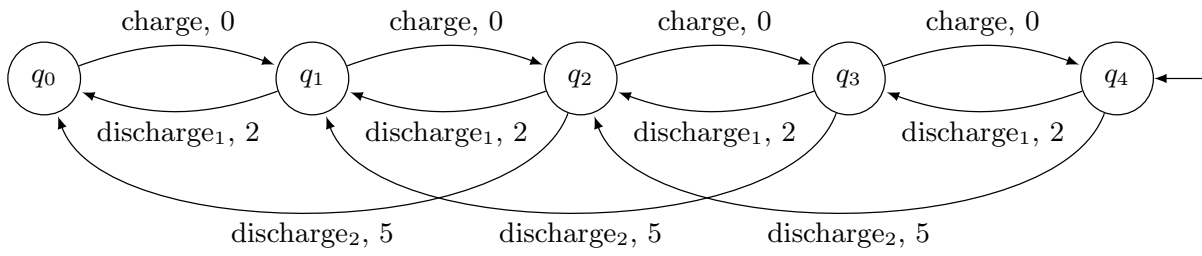 charge, 0 charge, 0 charge, 0 charge, 0
q₀ q₁ q₂ q₃ q₄
discharge₁, 2 discharge₁, 2 discharge₁, 2 discharge₁, 2
discharge₂, 5 discharge₂, 5 discharge₂, 5